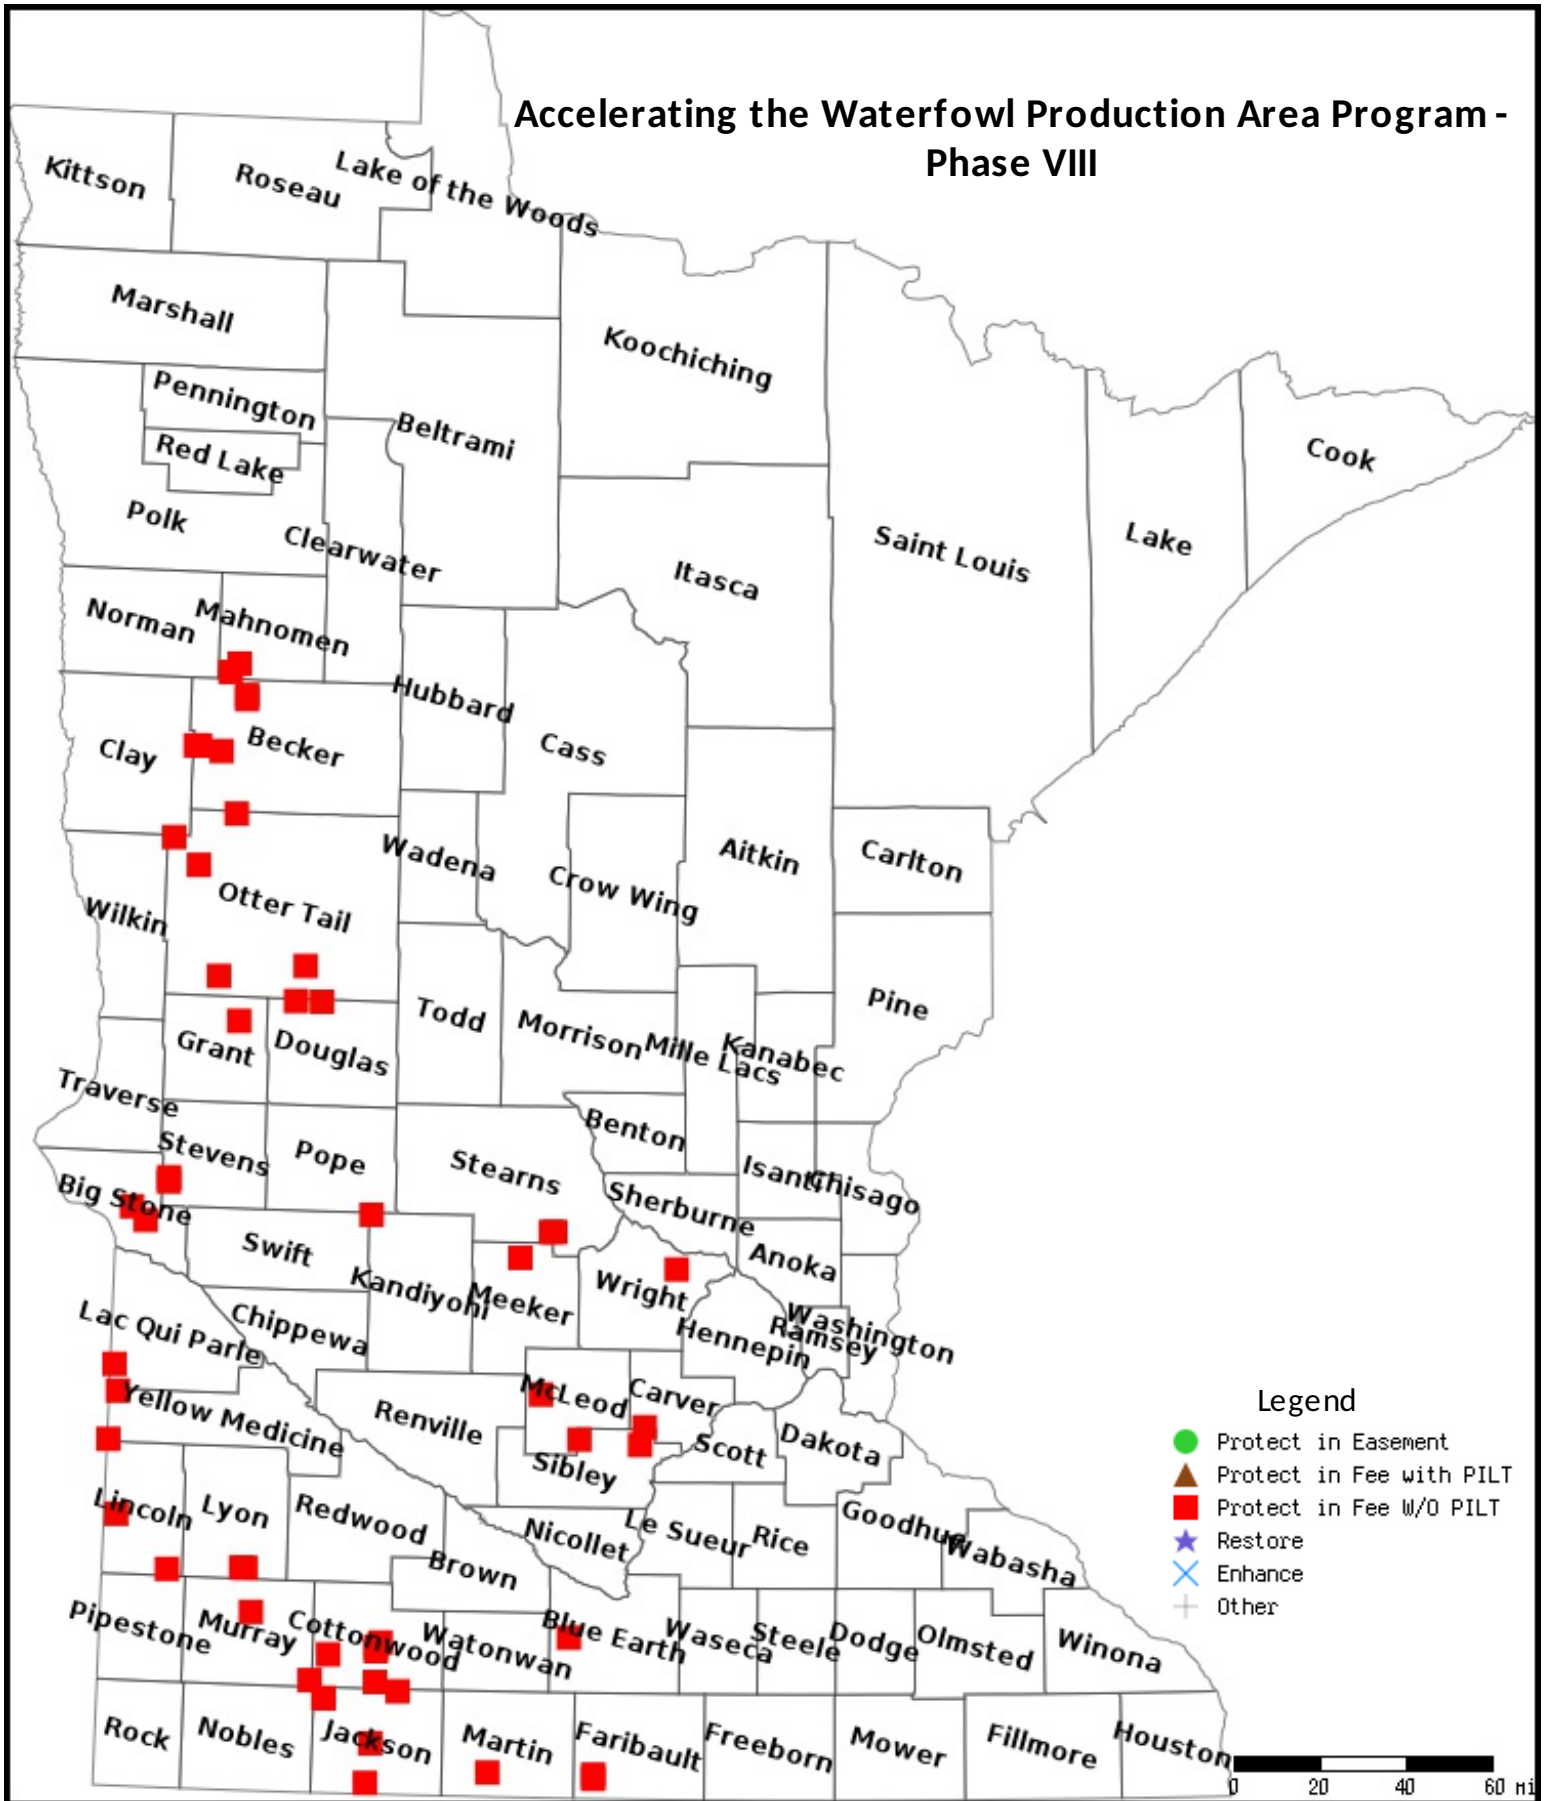 Accelerating the Waterfowl Production Area Program -
Phase VIII
Kittson
Roseau
Lake of the Woods
Marshall
Koochiching
Pennington
Beltrami
Red Lake
Cook
Polk
Clearwater
Saint Louis
Lake
Itasca
Norman
Mahnomen
Hubbard
Clay
Becker
Cass
Wadena
Aitkin
Carlton
Crow Wing
Otter Tail
Wilkin
Pine
Todd
Morrison
Mille Lacs
Kanabec
Grant
Douglas
Traverse
Benton
Stevens
Pope
Stearns
Isanti
Chisago
Big Stone
Sherburne
Swift
Anoka
Kandiyohi
Meeker
Wright
Lac Qui Parle
Chippewa
Hennepin
Ramsey
Washington
McLeod
Carver
Yellow Medicine
Renville
Scott
Dakota
Sibley
Lincoln
Lyon
Redwood
Nicollet
Le Sueur
Rice
Goodhue
Wabasha
Brown
Pipestone
Murray
Cottonwood
Watonwan
Blue Earth
Waseca
Steele
Dodge
Olmsted
Winona
Rock
Nobles
Jackson
Martin
Faribault
Freeborn
Mower
Fillmore
Houston
Legend
Protect in Easement
Protect in Fee with PILT
Protect in Fee W/O PILT
Restore
Enhance
Other
0 20 40 60 mi